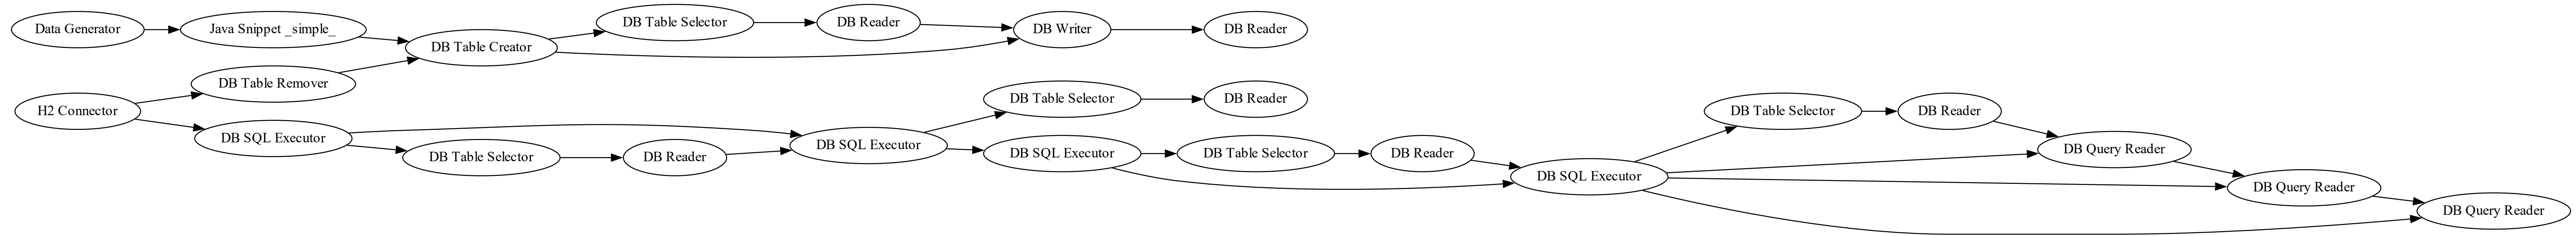 Data Generator
Java Snippet _simple_
DB Table Creator
DB Table Selector
DB Reader
DB Writer
DB Reader
H2 Connector
DB Table Remover
DB SQL Executor
DB Table Selector
DB Reader
DB SQL Executor
DB Table Selector
DB Reader
DB SQL Executor
DB Table Selector
DB Reader
DB SQL Executor
DB Table Selector
DB Reader
DB Query Reader
DB Query Reader
DB Query Reader